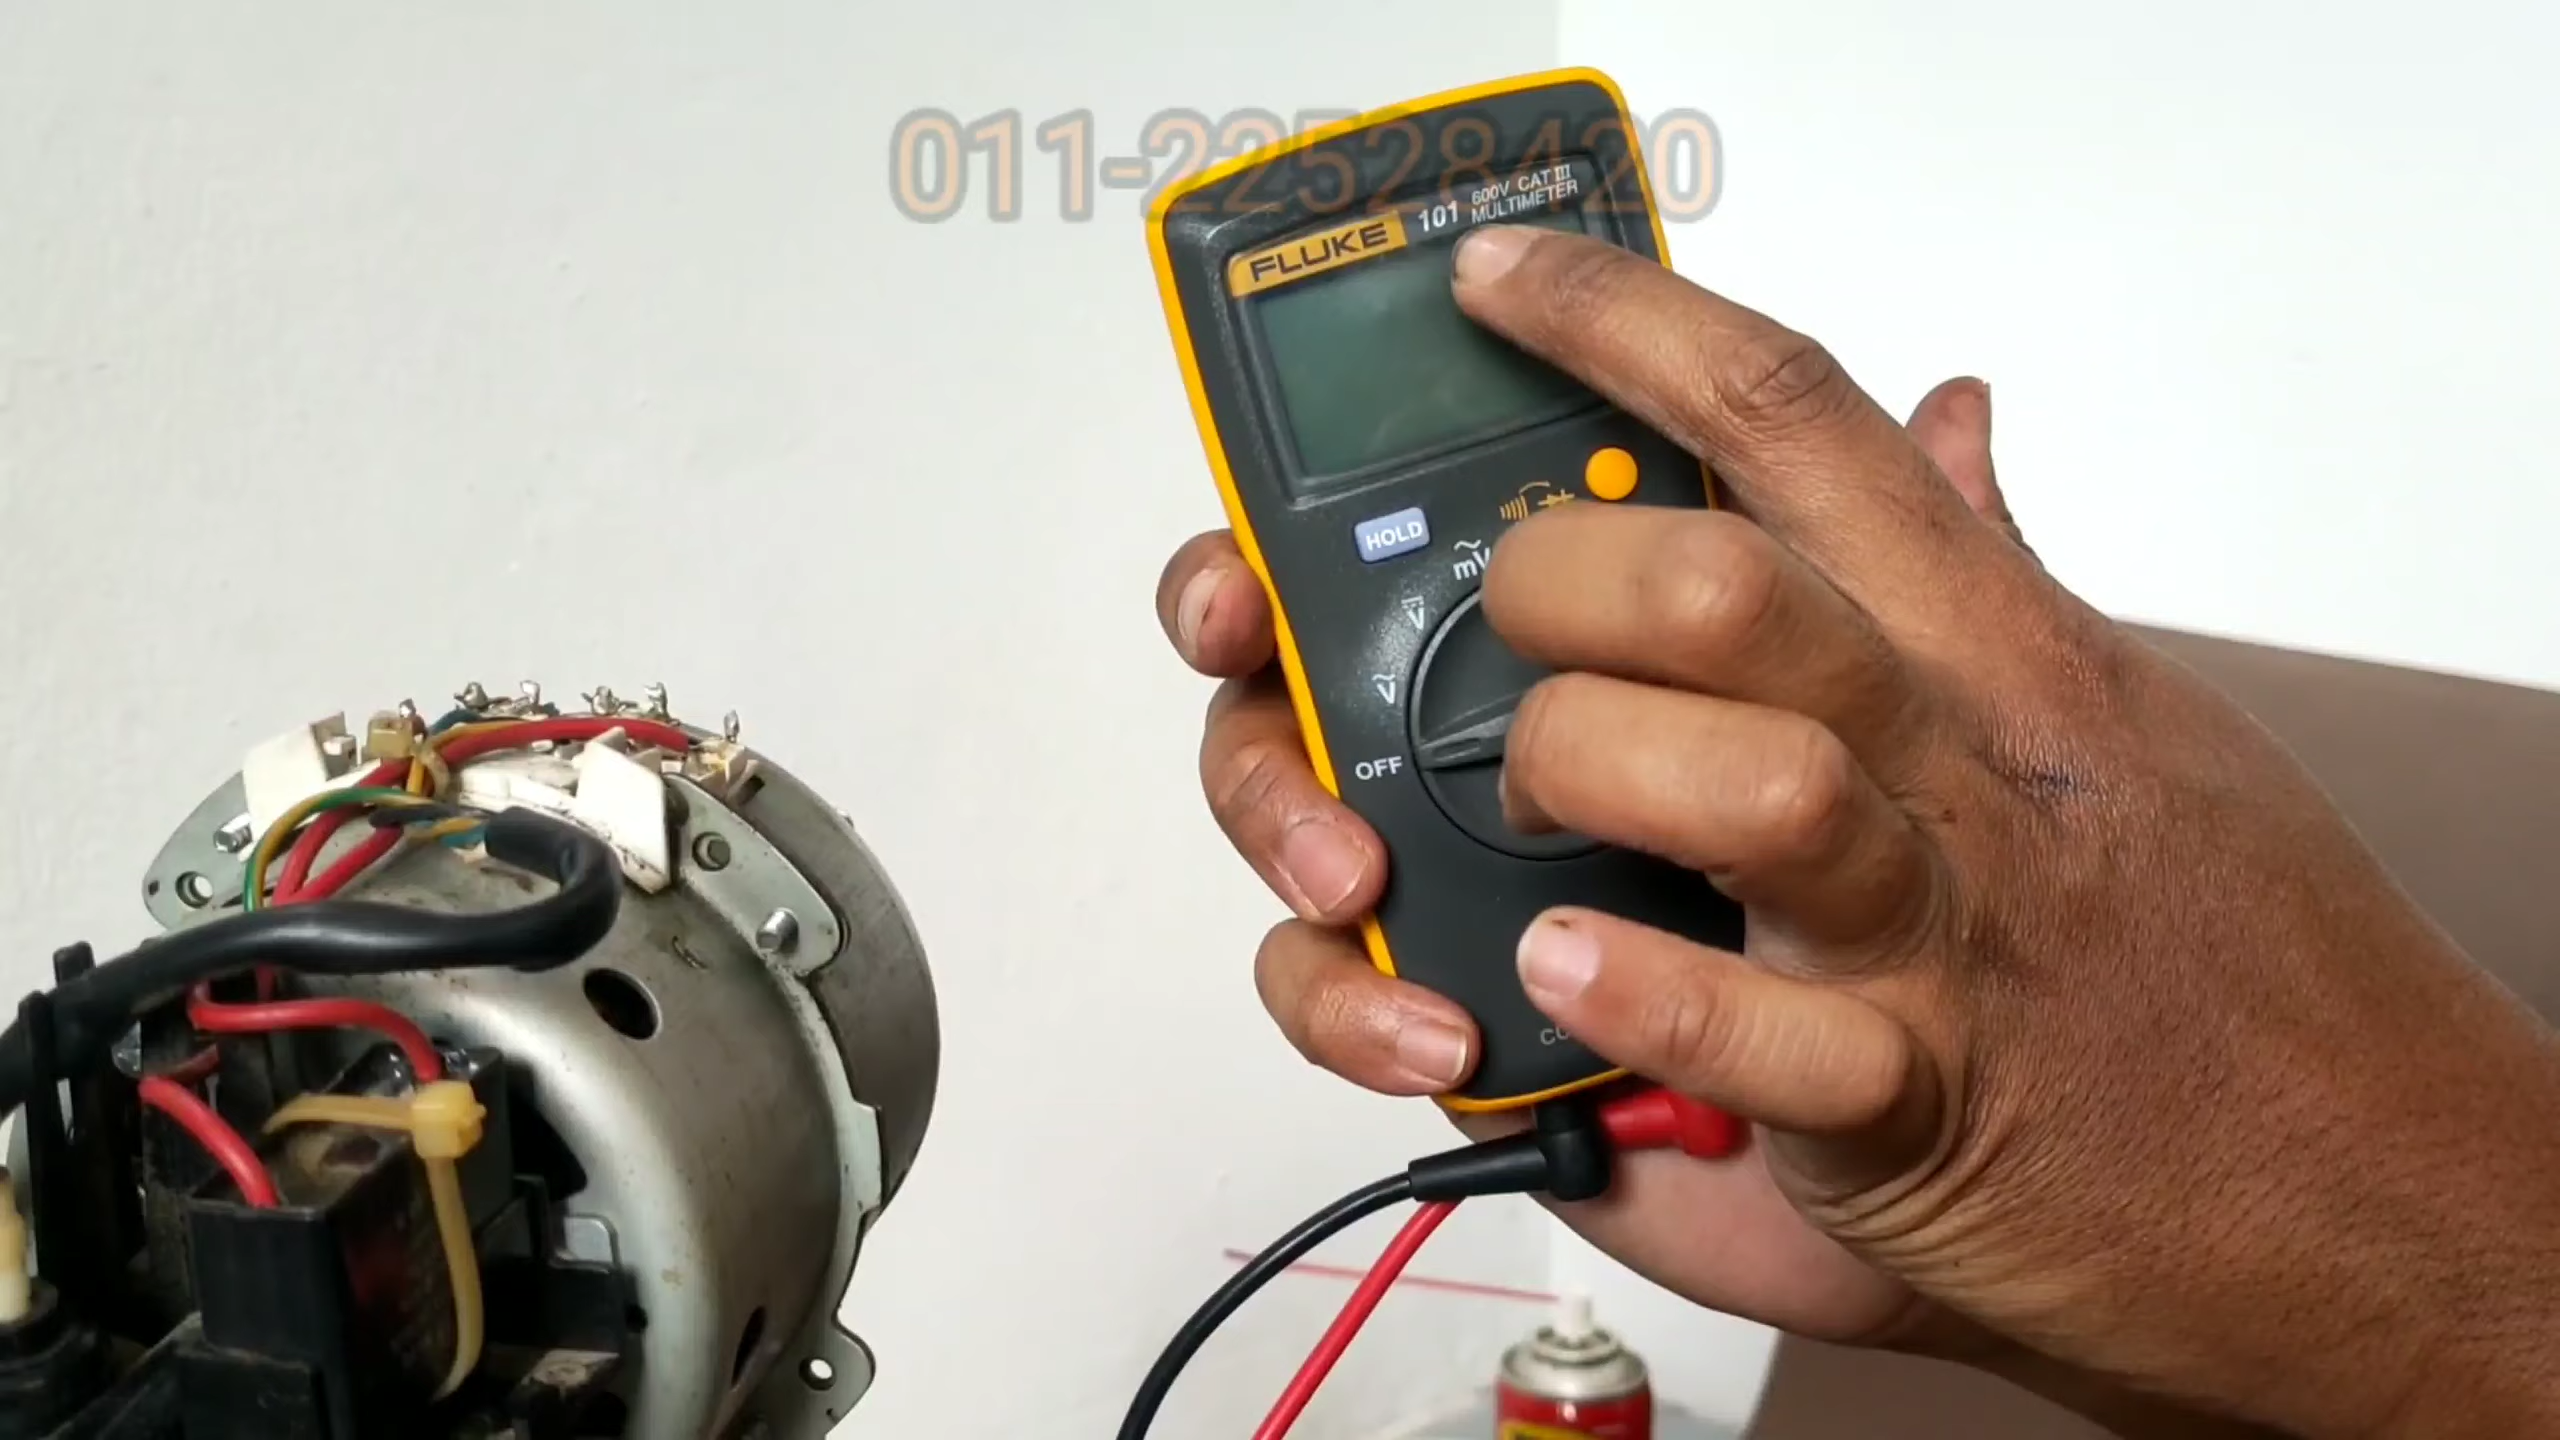 011-22528420
FLUKE 101 600V CAT III
MULTIMETER
HOLD
mV
V
V
OFF